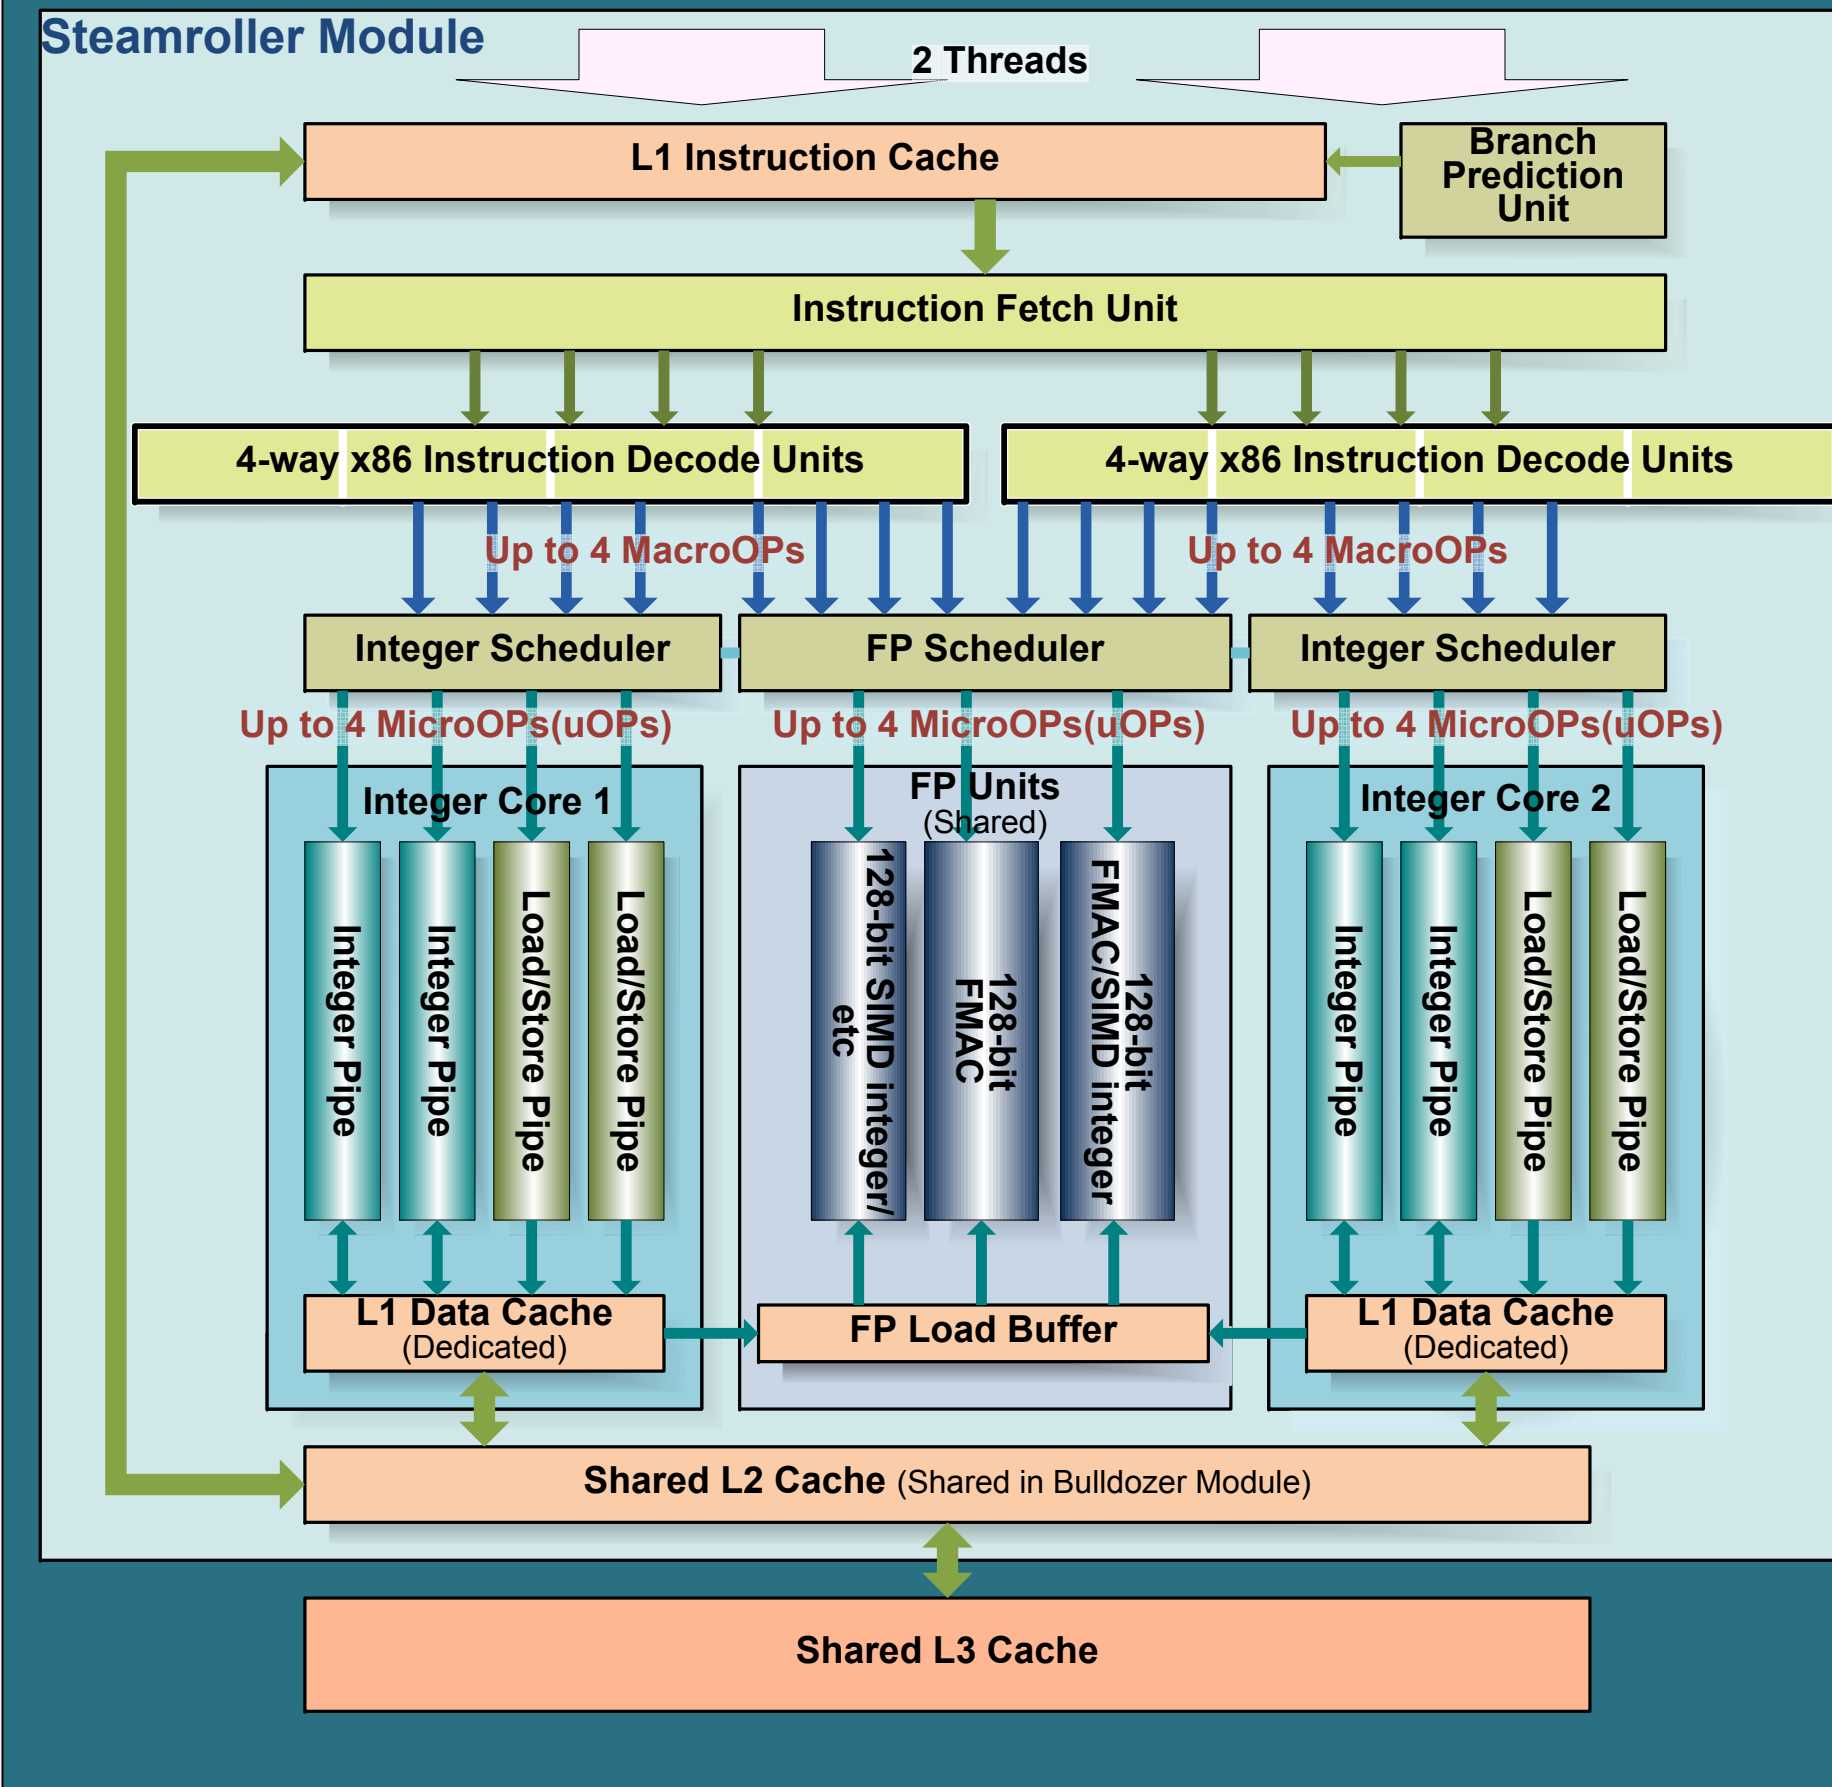 Steamroller Module
2 Threads
L1 Instruction Cache
Branch
Prediction
Unit
Instruction Fetch Unit
4-way x86 Instruction Decode Units
4-way x86 Instruction Decode Units
Up to 4 MacroOPs
Up to 4 MacroOPs
Integer Scheduler
FP Scheduler
Integer Scheduler
Up to 4 MicroOPs(uOPs)
Up to 4 MicroOPs(uOPs)
Up to 4 MicroOPs(uOPs)
Integer Core 1
FP Units
(Shared)
Integer Core 2
Integer Pipe
Integer Pipe
Load/Store Pipe
Load/Store Pipe
128-bit SIMD integer/
etc
128-bit
FMAC
128-bit
FMAC/SIMD integer
Integer Pipe
Integer Pipe
Load/Store Pipe
Load/Store Pipe
L1 Data Cache
(Dedicated)
FP Load Buffer
L1 Data Cache
(Dedicated)
Shared L2 Cache (Shared in Bulldozer Module)
Shared L3 Cache